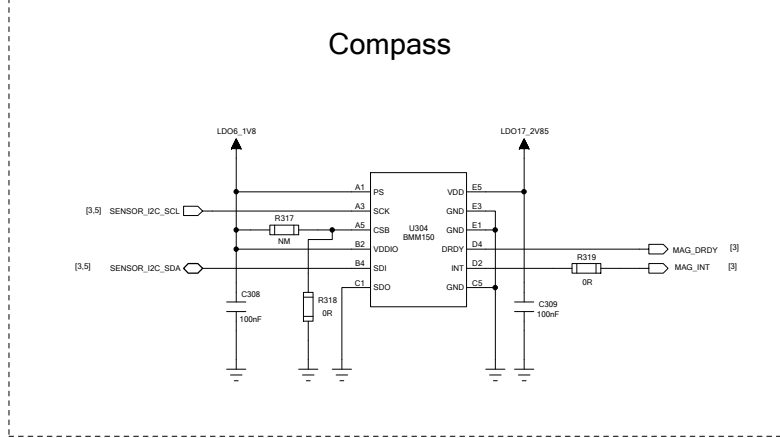 Compass
LDO6_1V8
LDO17_2V85
A1 PS
VDD E5
[3,5] SENSOR_I2C_SCL
A3 SCK
GND E3
R317
NM
A5 CSB
U304
BMM150
GND E1
B2 VDDIO
DRDY D4
MAG_DRDY [3]
[3,5] SENSOR_I2C_SDA
B4 SDI
INT D2
R319
0R
MAG_INT [3]
C1 SDO
GND C5
C308
100nF
R318
0R
C309
100nF